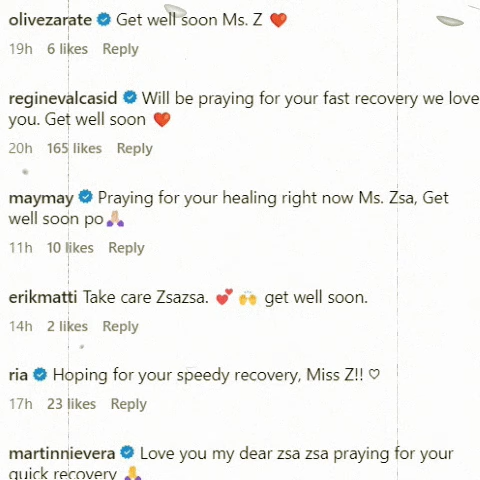 olivezarate Get well soon Ms. Z ❤️
19h 6 likes Reply
reginevalcasid Will be praying for your fast recovery we love
you. Get well soon ❤️
20h 165 likes Reply
maymay Praying for your healing right now Ms. Zsa, Get
well soon po🙏🏻
11h 10 likes Reply
erikmatti Take care Zsazsa. 💕 🙌 get well soon.
14h 2 likes Reply
ria Hoping for your speedy recovery, Miss Z!! ♡
17h 23 likes Reply
martinnievera Love you my dear zsa zsa praying for your
quick recovery 🙏